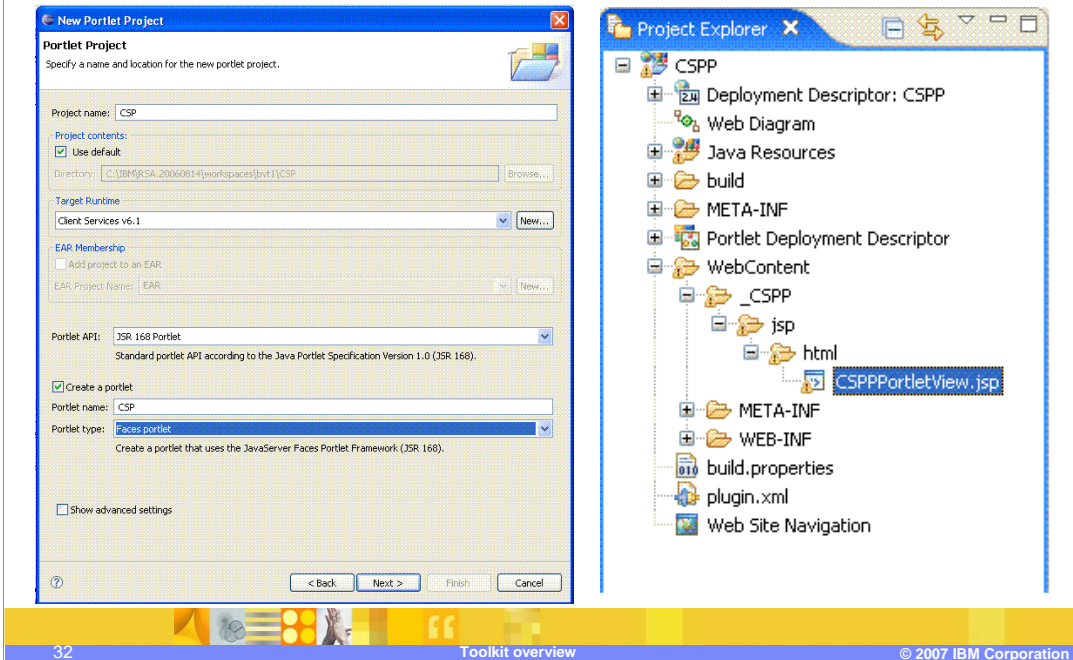 New Portlet Project
Portlet Project
Specify a name and location for the new portlet project.
Project name: CSP
Project contents:
Use default
Directory: C:\IBM\RSA.20060814\workspaces\bvt1\CSP Browse...
Target Runtime
Client Services v6.1 New...
EAR Membership
Add project to an EAR
EAR Project Name: EAR New...
Portlet API: JSR 168 Portlet
Standard portlet API according to the Java Portlet Specification Version 1.0 (JSR 168).
Create a portlet
Portlet name: CSP
Portlet type: Faces portlet
Create a portlet that uses the JavaServer Faces Portlet Framework (JSR 168).
Show advanced settings
? < Back Next > Finish Cancel
Project Explorer
CSPP
2.4 Deployment Descriptor: CSPP
Web Diagram
Java Resources
build
META-INF
Portlet Deployment Descriptor
WebContent
_CSPP
jsp
html
CSPPPortletView.jsp
META-INF
WEB-INF
010 build.properties
plugin.xml
Web Site Navigation
32 Toolkit overview © 2007 IBM Corporation